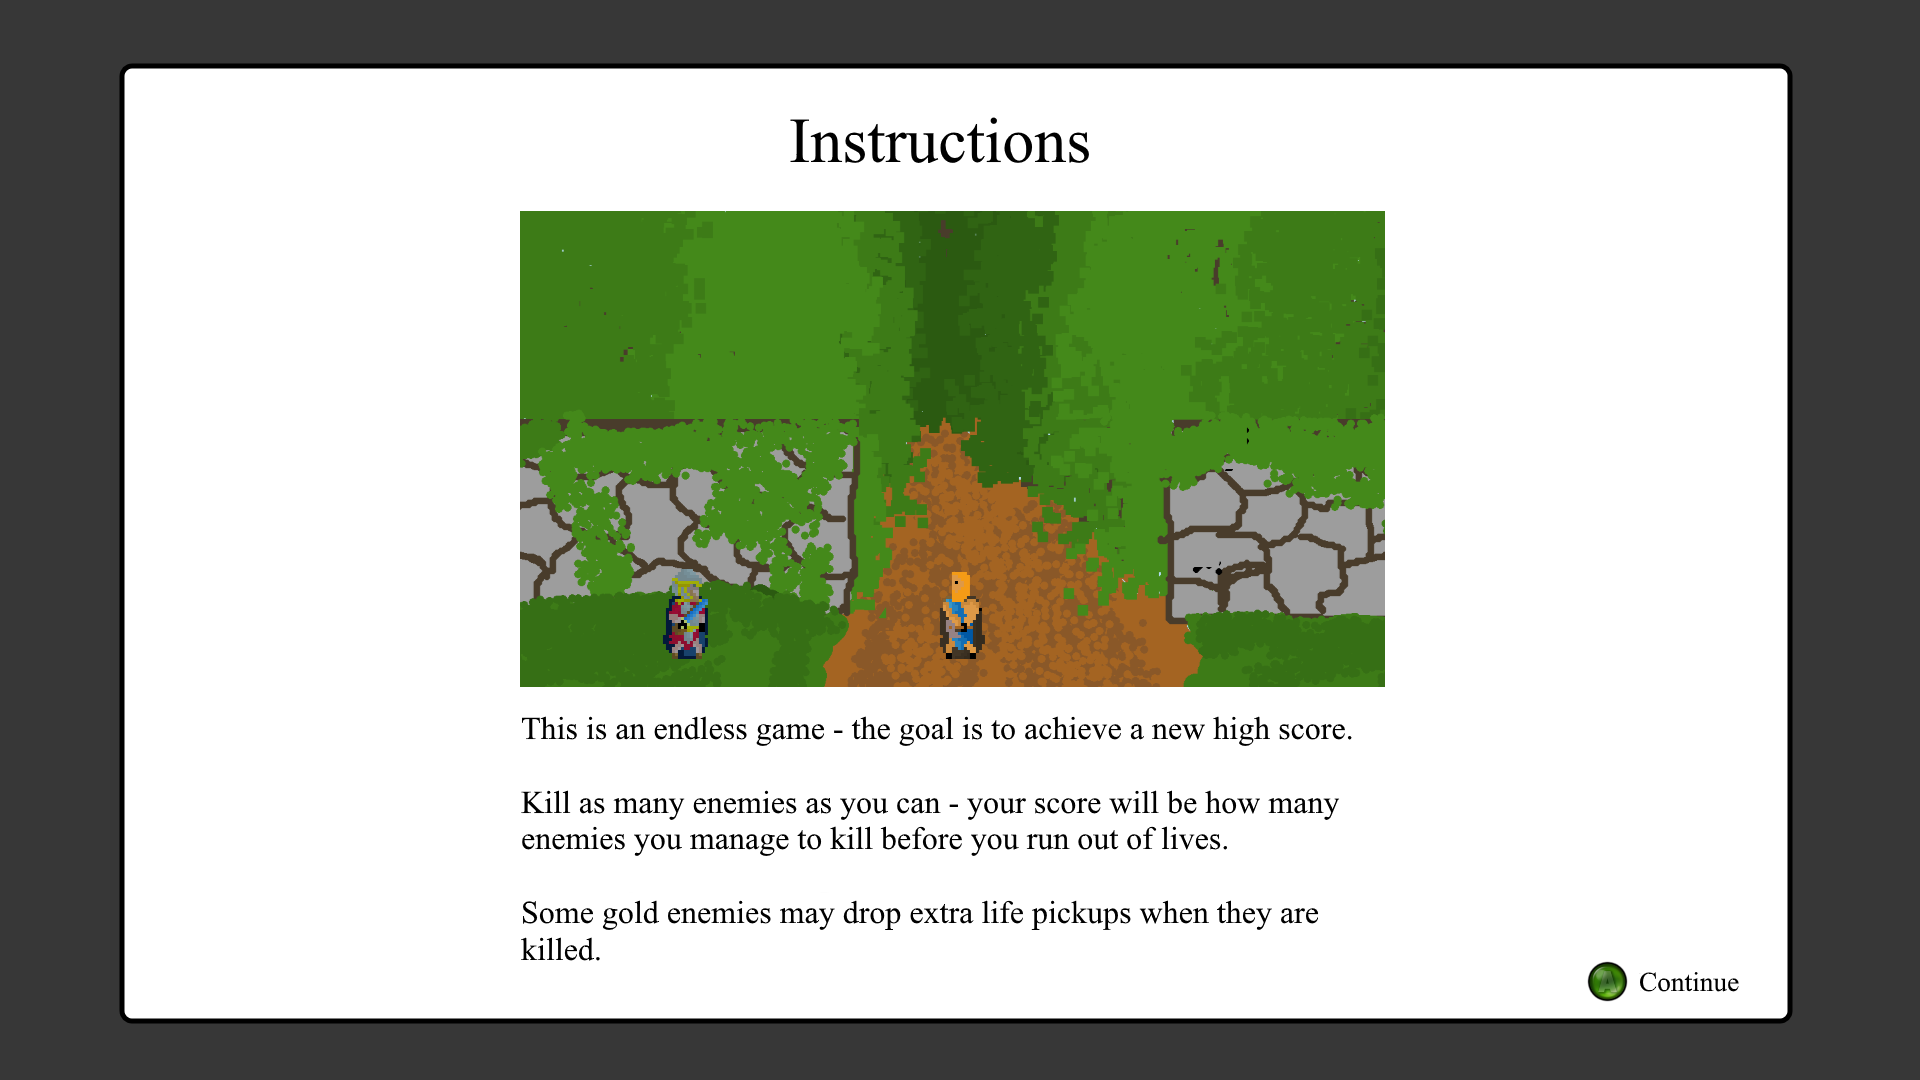 Instructions
This is an endless game - the goal is to achieve a new high score.
Kill as many enemies as you can - your score will be how many
enemies you manage to kill before you run out of lives.
Some gold enemies may drop extra life pickups when they are
killed.
A Continue